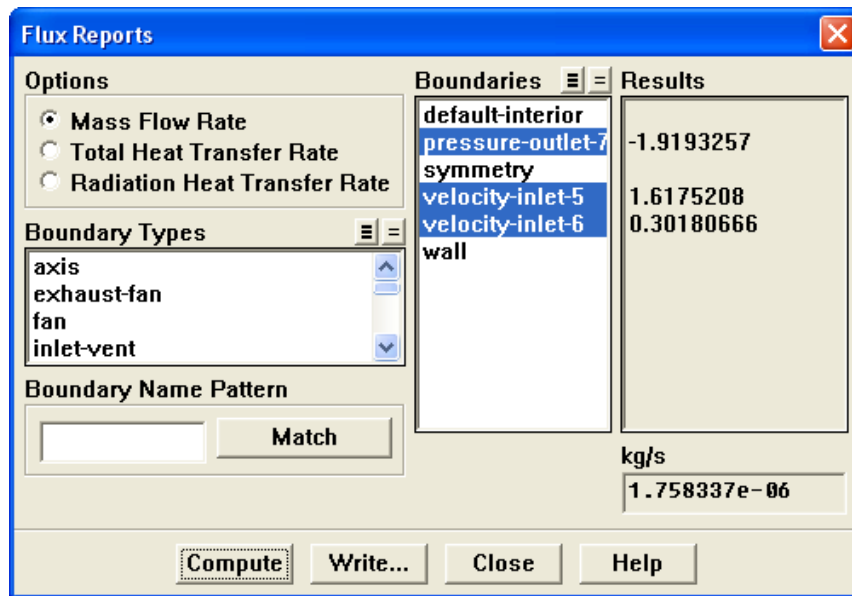 Flux Reports
Options
Mass Flow Rate
Total Heat Transfer Rate
Radiation Heat Transfer Rate
Boundary Types
axis
exhaust-fan
fan
inlet-vent
Boundary Name Pattern
Match
Boundaries
default-interior
pressure-outlet-7
symmetry
velocity-inlet-5
velocity-inlet-6
wall
Results
-1.9193257
1.6175208
0.30180666
kg/s
1.758337e-06
Compute
Write...
Close
Help